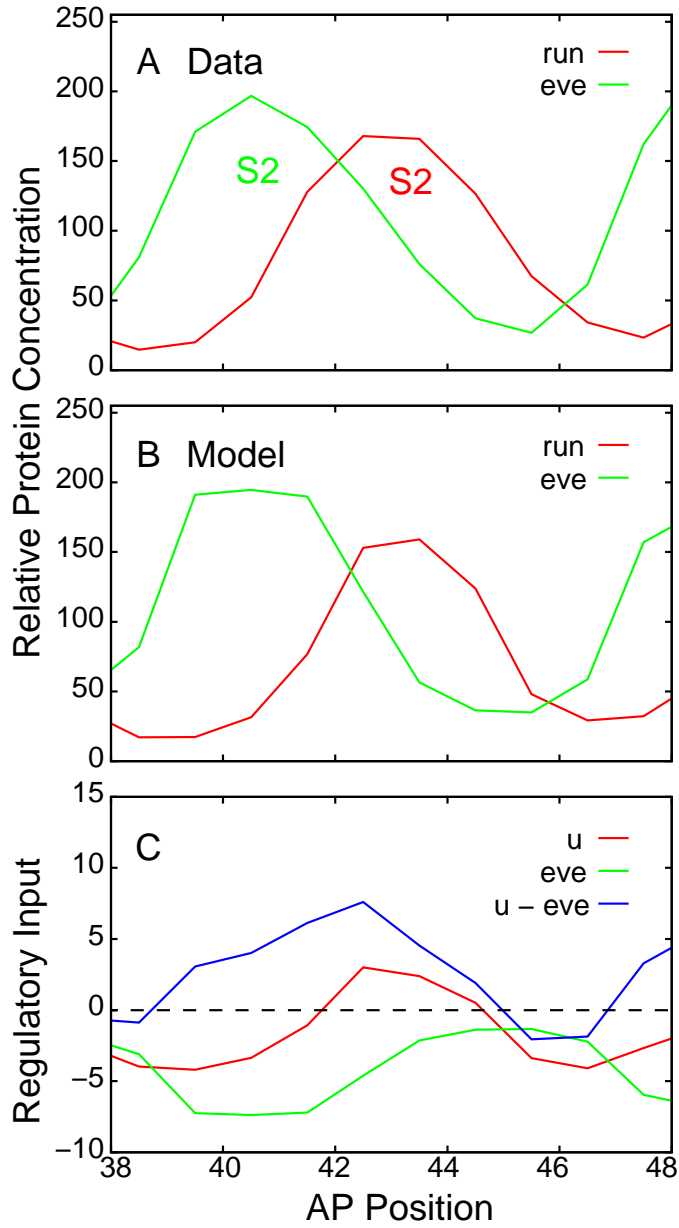 Relative Protein Concentration
250
200
150
100
50
0
A Data
run
eve
S2
S2
250
200
150
100
50
0
B Model
run
eve
Regulatory Input
15
10
5
0
−5
−10
C
u
eve
u − eve
38 40 42 44 46 48
AP Position